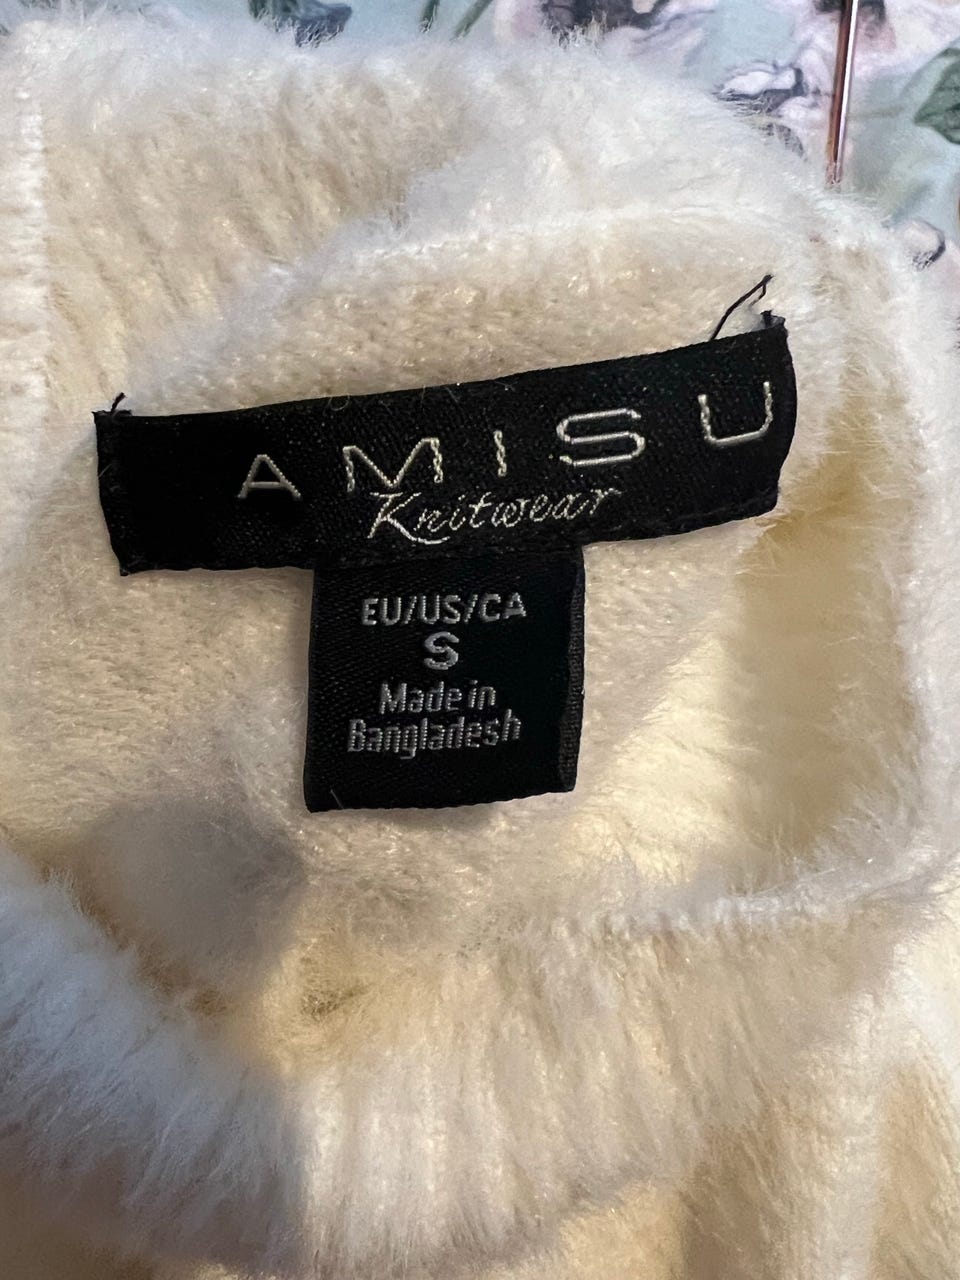 AMISU
Knitwear
EU/US/CA
S
Made in
Bangladesh